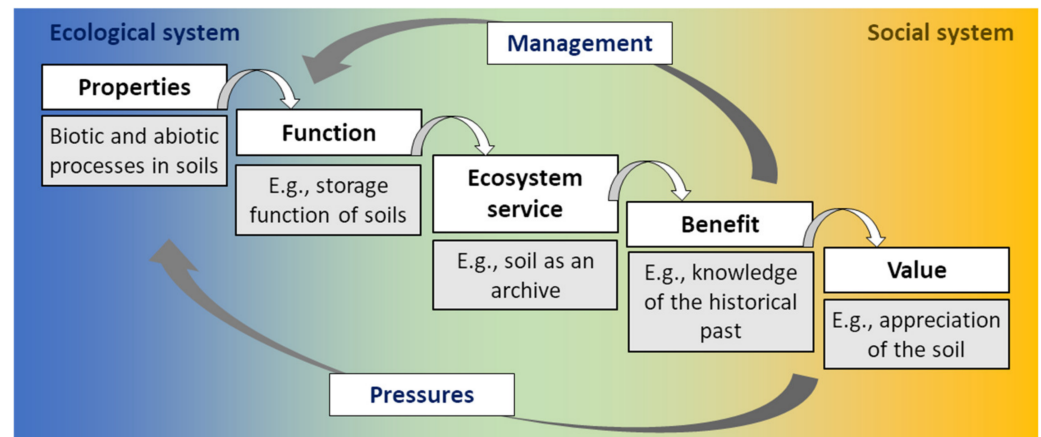 Ecological system
Social system
Management
Properties
Biotic and abiotic
processes in soils
Function
E.g., storage
function of soils
Ecosystem
service
E.g., soil as an
archive
Benefit
E.g., knowledge
of the historical
past
Value
E.g., appreciation
of the soil
Pressures